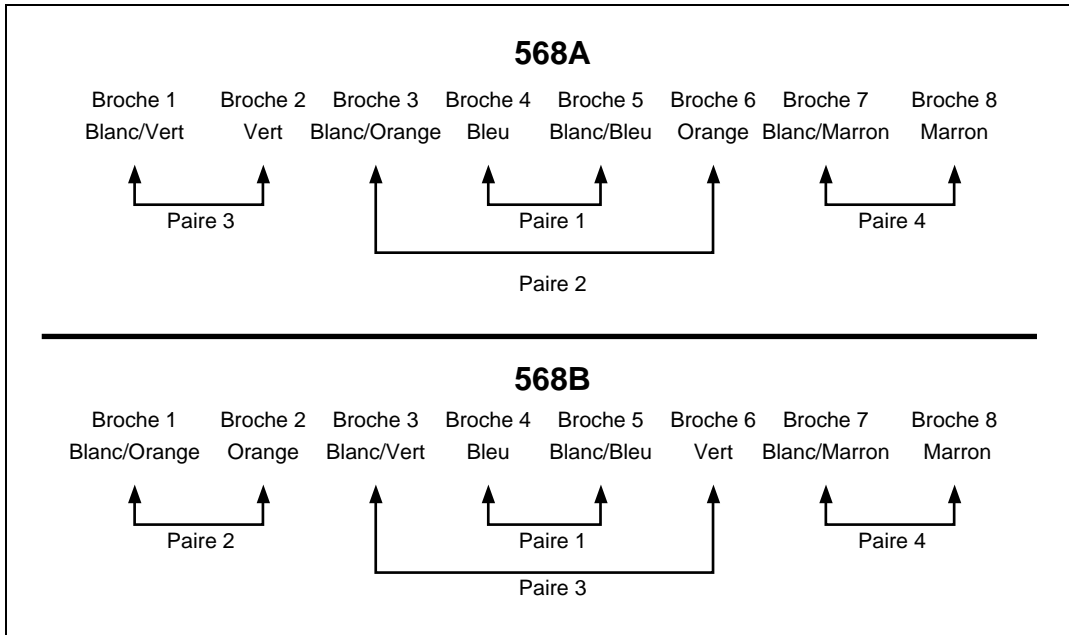 568A
Broche 1 Broche 2 Broche 3 Broche 4 Broche 5 Broche 6 Broche 7 Broche 8
Blanc/Vert Vert Blanc/Orange Bleu Blanc/Bleu Orange Blanc/Marron Marron
Paire 3 Paire 1 Paire 4
Paire 2
568B
Broche 1 Broche 2 Broche 3 Broche 4 Broche 5 Broche 6 Broche 7 Broche 8
Blanc/Orange Orange Blanc/Vert Bleu Blanc/Bleu Vert Blanc/Marron Marron
Paire 2 Paire 1 Paire 4
Paire 3